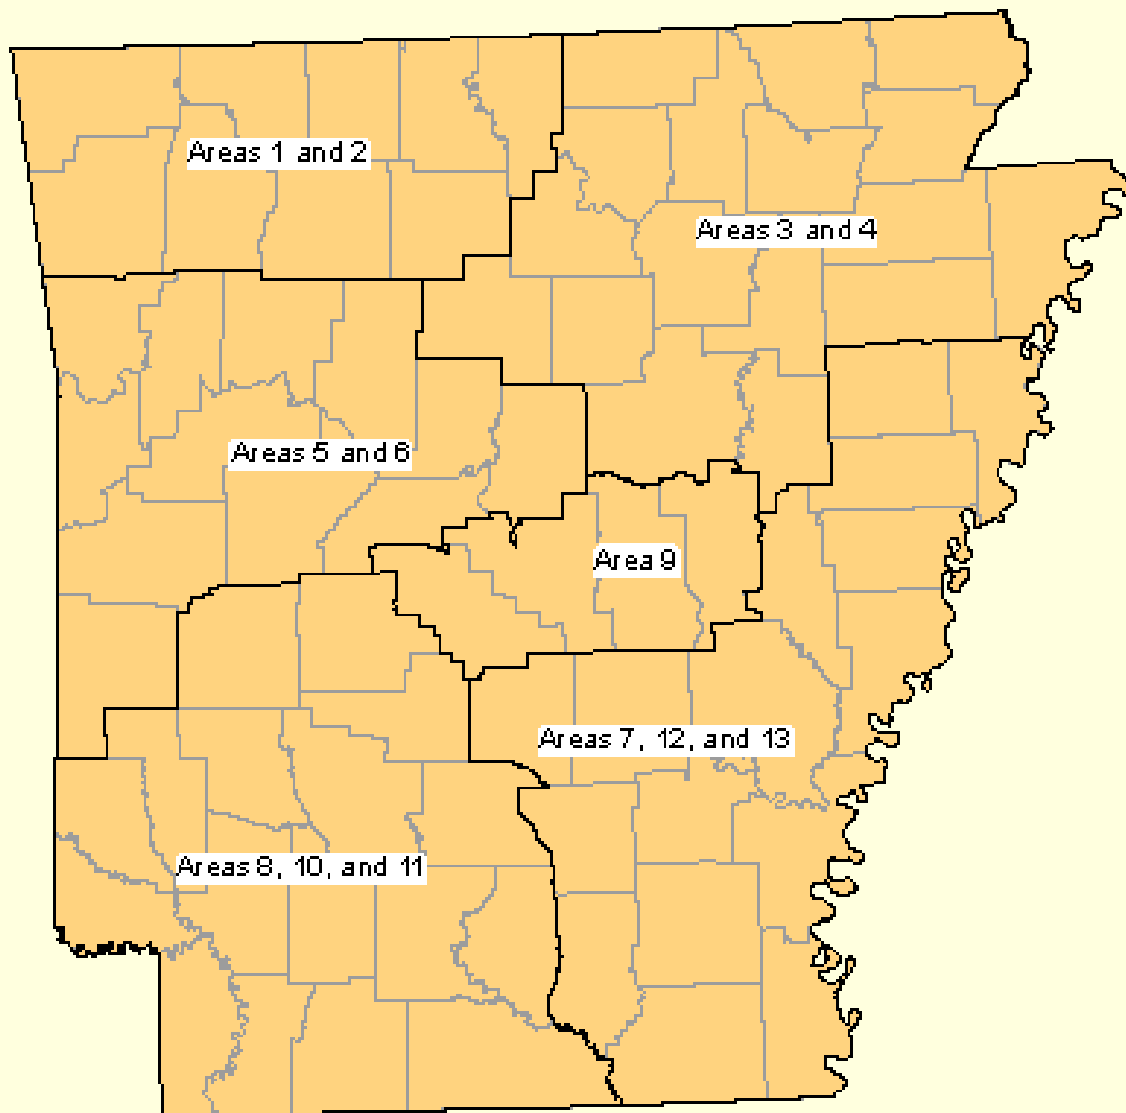 Areas 1 and 2
Areas 3 and 4
Areas 5 and 6
Area 9
Areas 7, 12, and 13
Areas 8, 10, and 11